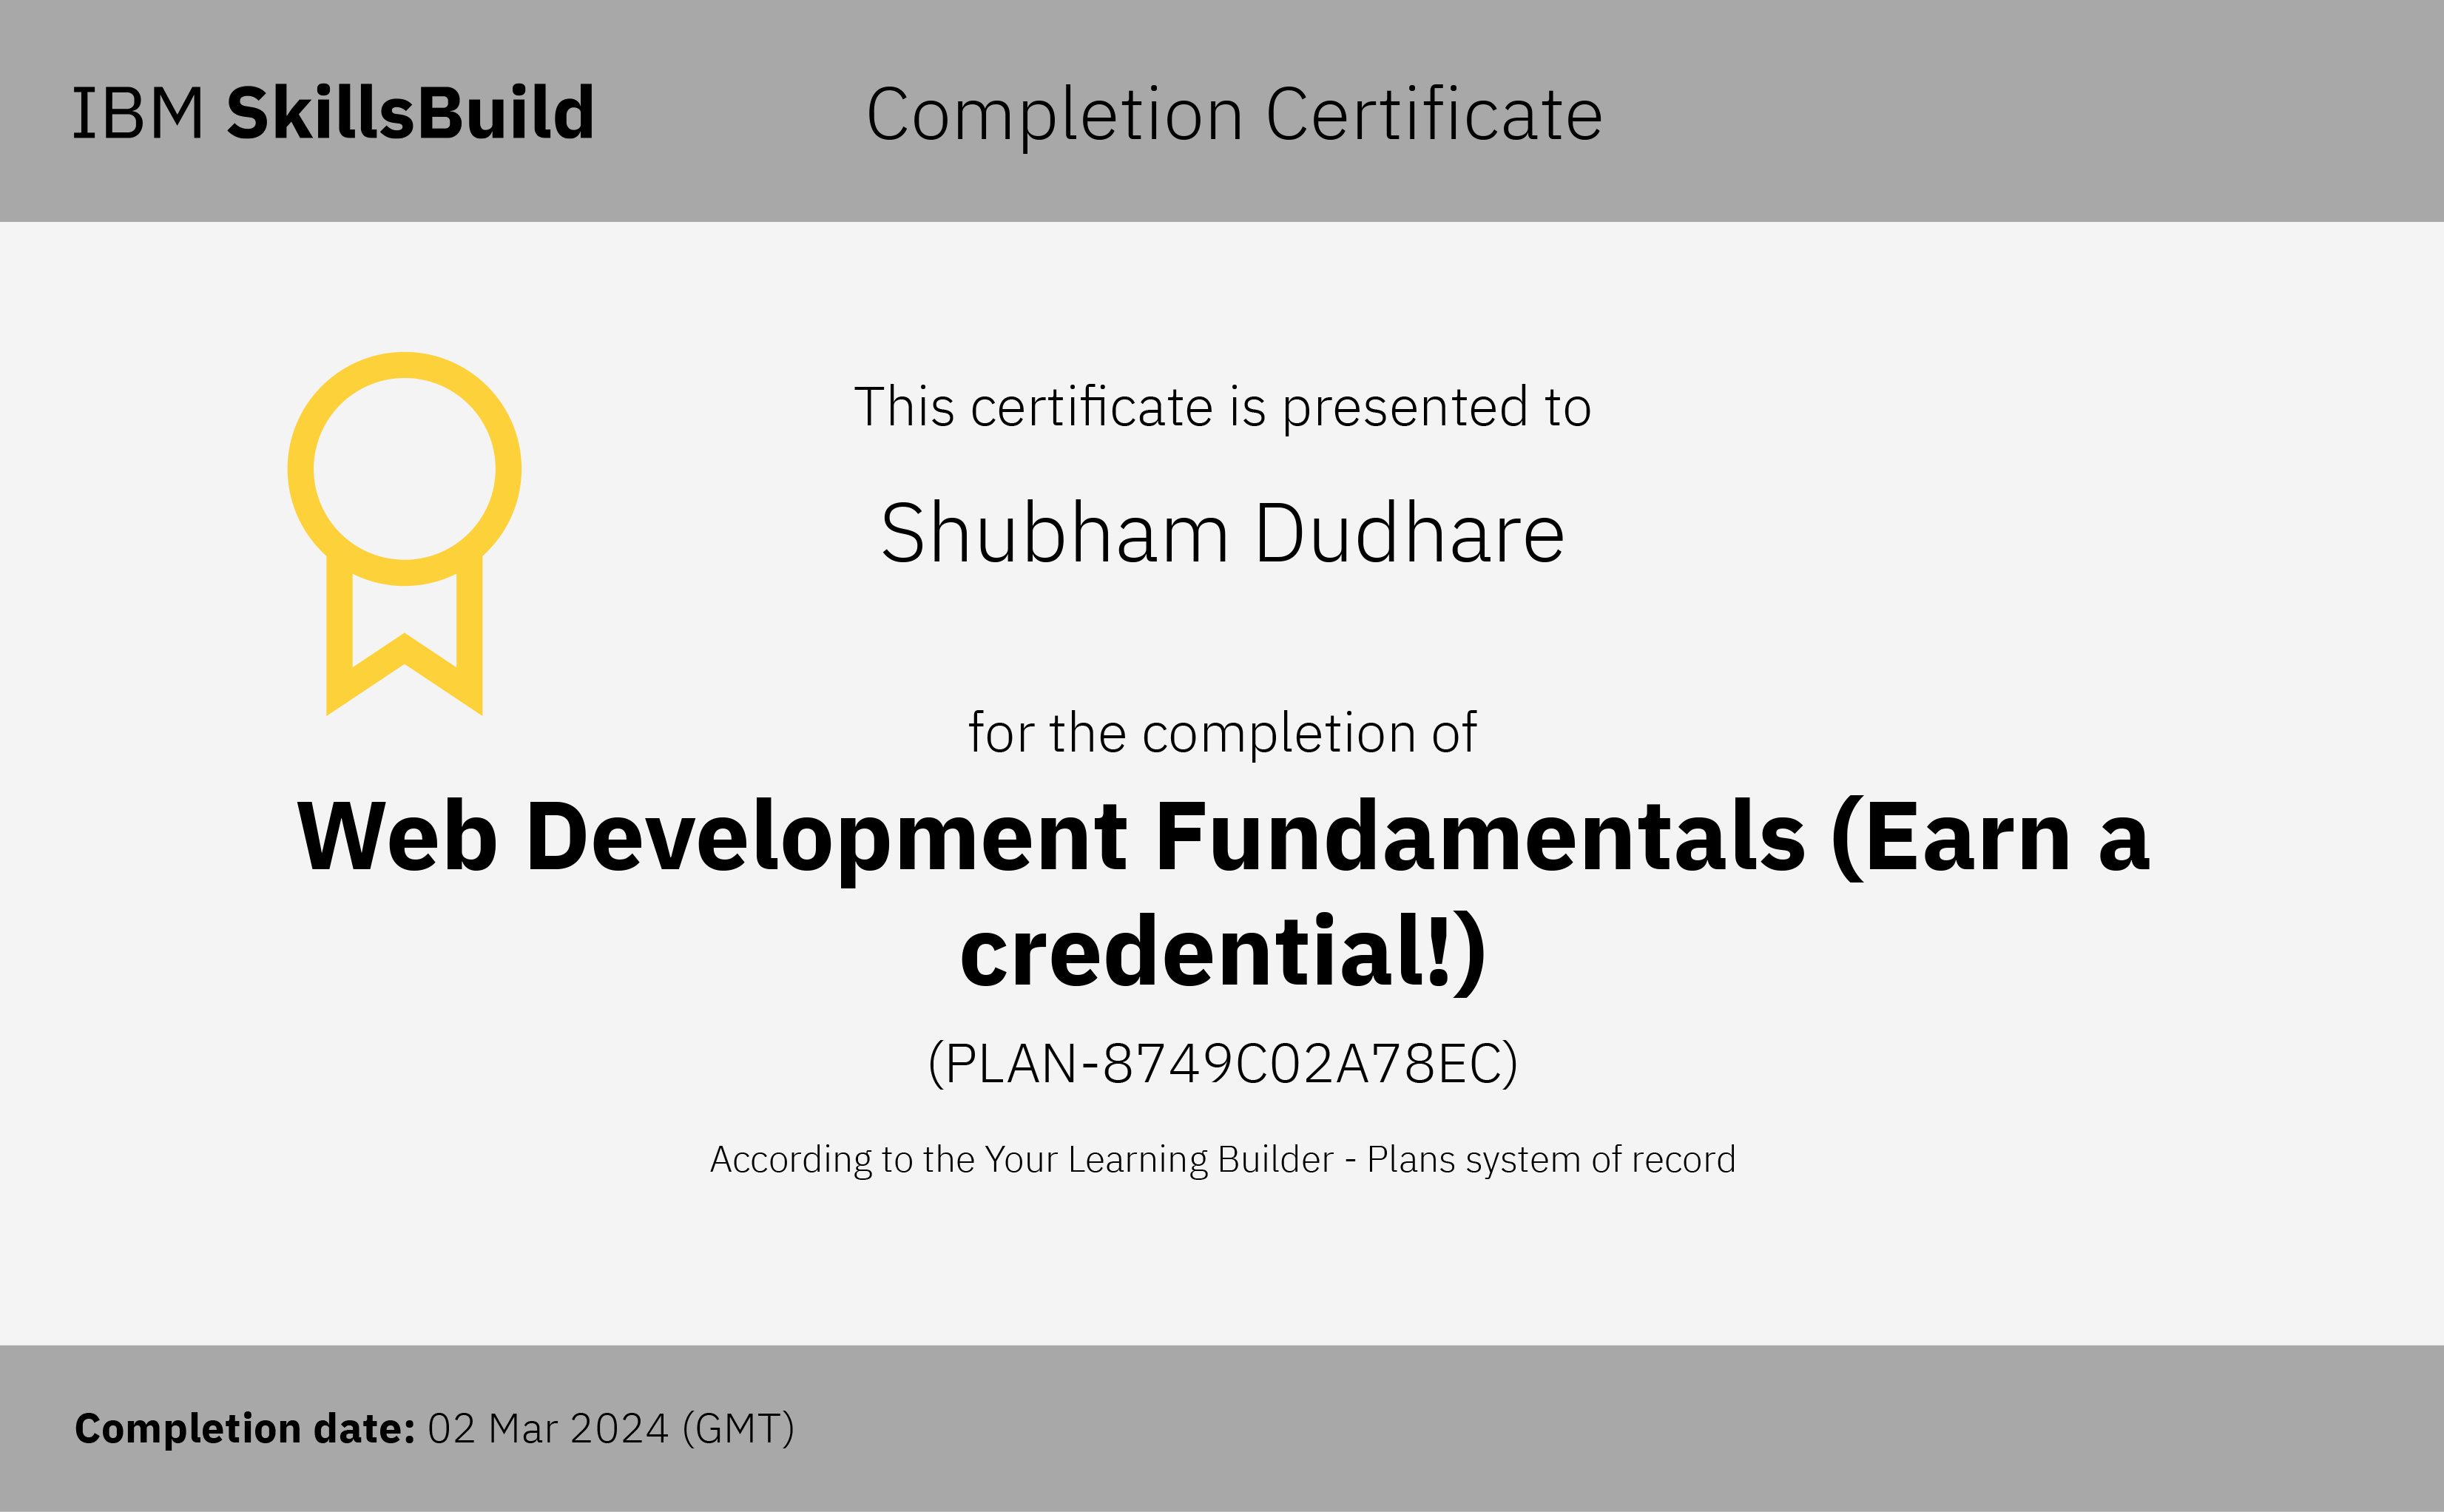 IBM SkillsBuild
Completion Certificate
This certificate is presented to
Shubham Dudhare
for the completion of
Web Development Fundamentals (Earn a
credential!)
(PLAN-8749C02A78EC)
According to the Your Learning Builder - Plans system of record
Completion date: 02 Mar 2024 (GMT)